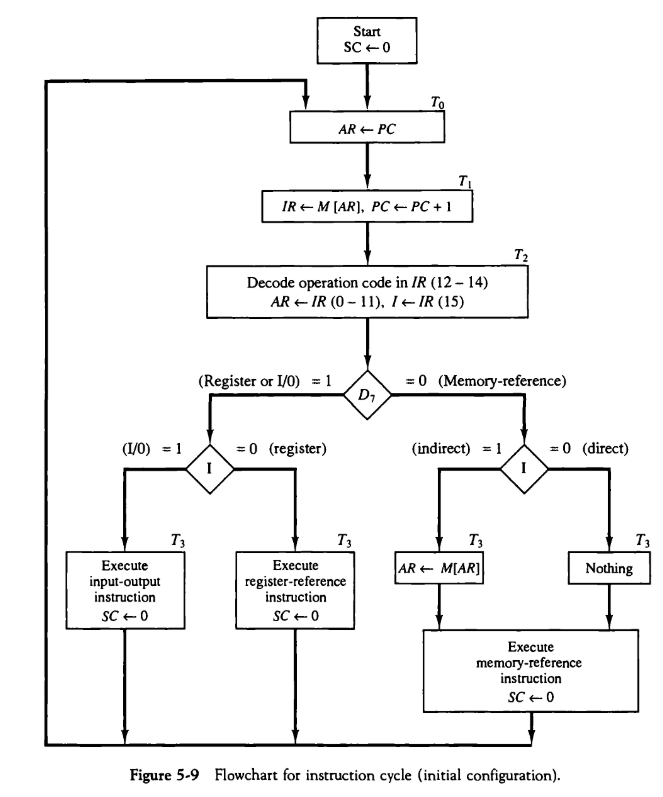 Start
SC ← 0
T0
AR ← PC
T1
IR ← M [AR], PC ← PC + 1
T2
Decode operation code in IR (12 – 14)
AR ← IR (0 – 11), I ← IR (15)
(Register or I/0) = 1
D7
= 0 (Memory-reference)
(I/0) = 1
I
= 0 (register)
(indirect) = 1
I
= 0 (direct)
T3
Execute
input-output
instruction
SC ← 0
T3
Execute
register-reference
instruction
SC ← 0
T3
AR ← M[AR]
T3
Nothing
Execute
memory-reference
instruction
SC ← 0
Figure 5-9 Flowchart for instruction cycle (initial configuration).